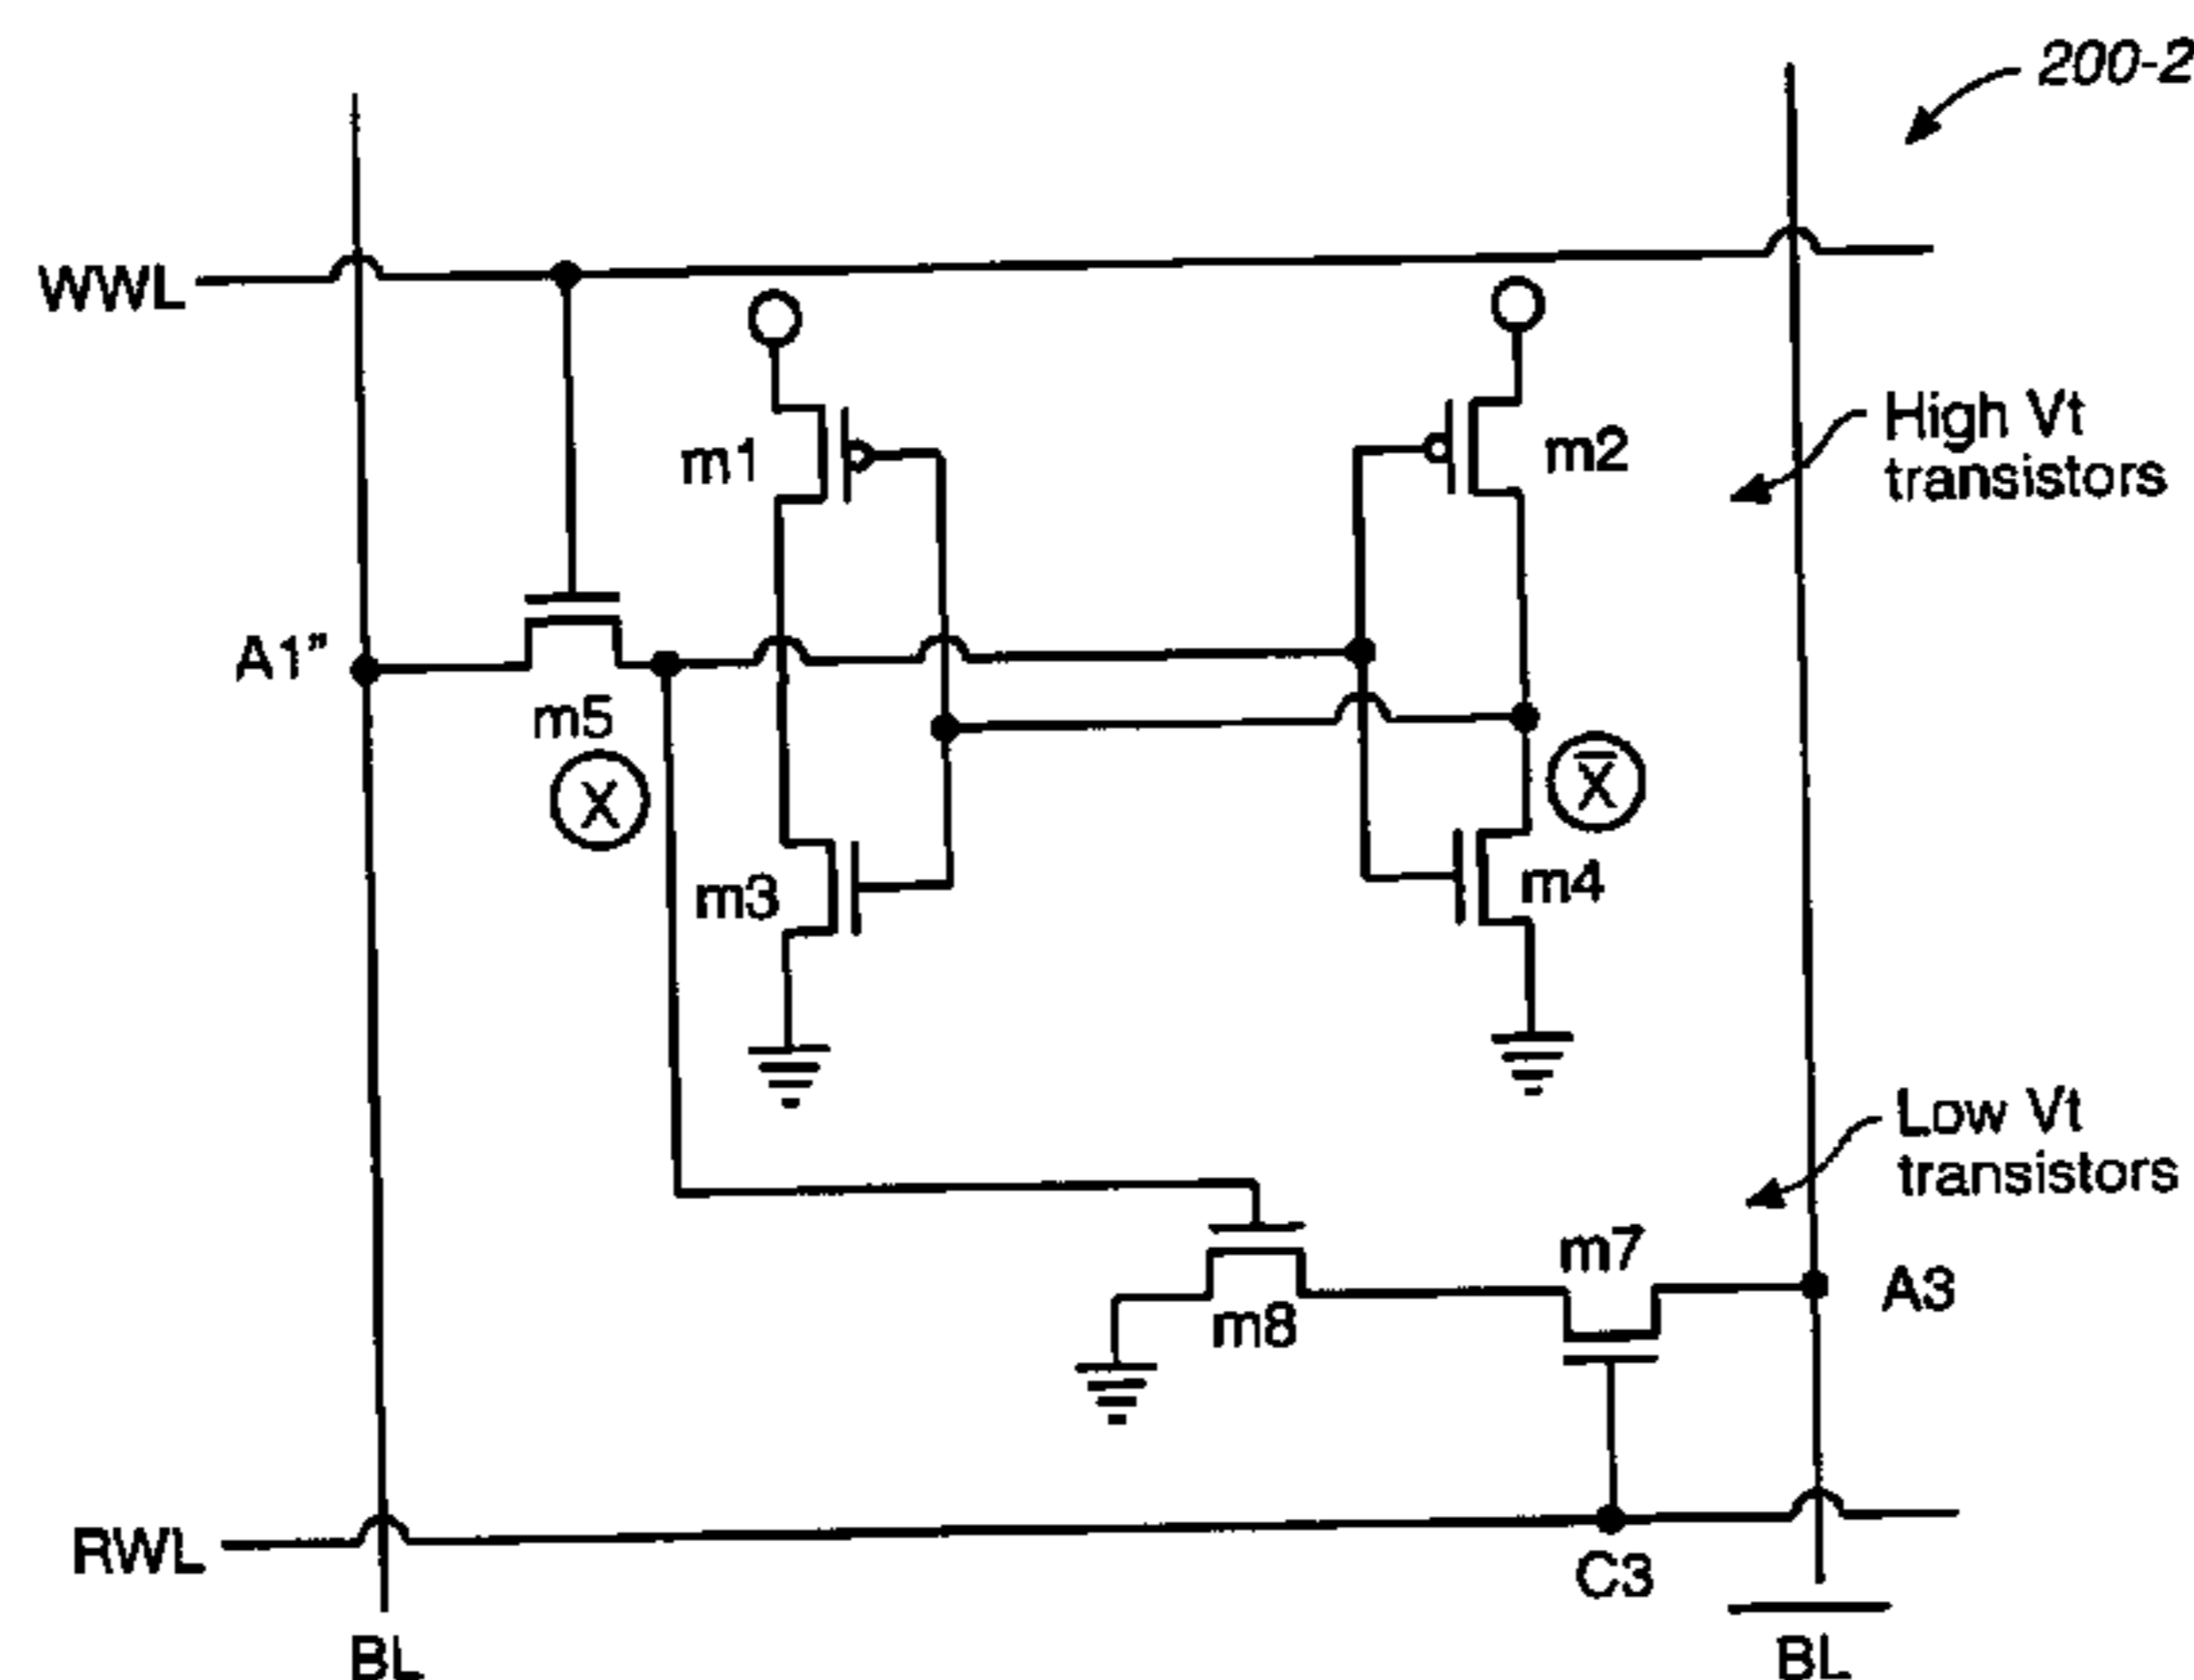 200-2
WWL
High Vt
transistors
m1
m2
A1”
m5
X
X̅
m3
m4
Low Vt
transistors
m7
A3
m8
RWL
C3
BL
B̅L̅